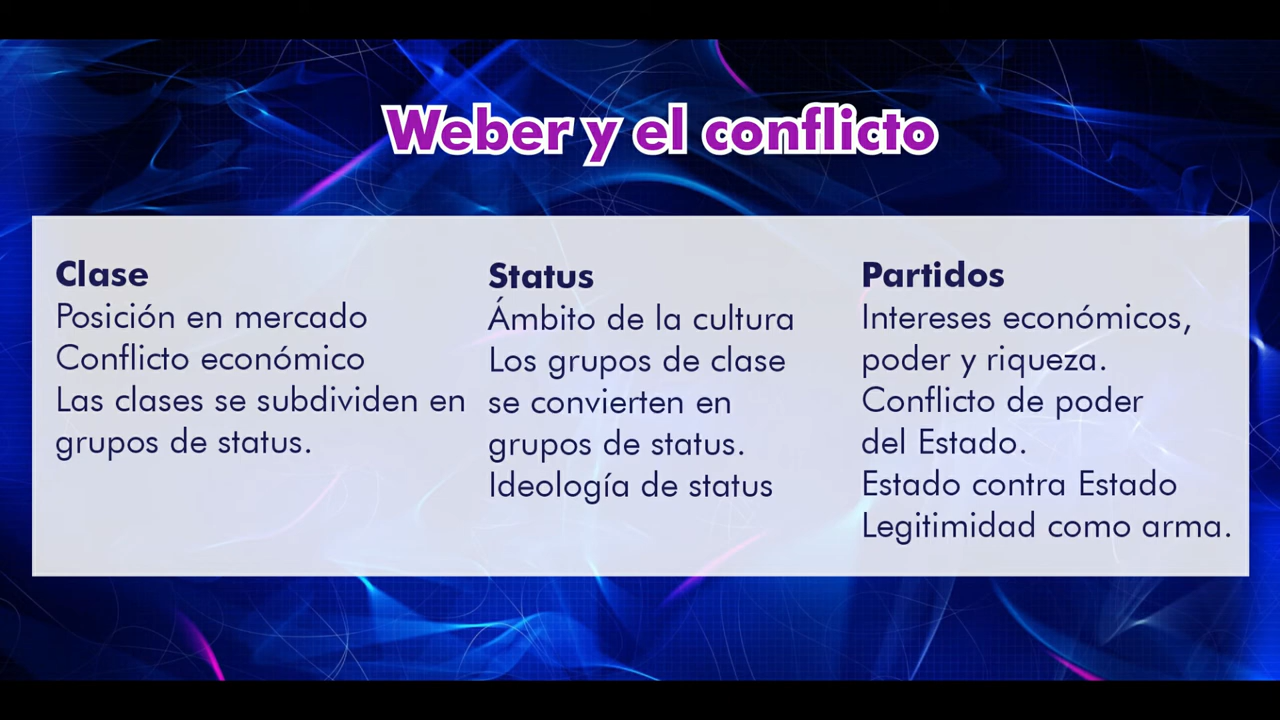 Weber y el conflicto
Clase
Posición en mercado
Conflicto económico
Las clases se subdividen en
grupos de status.
Status
Ámbito de la cultura
Los grupos de clase
se convierten en
grupos de status.
Ideología de status
Partidos
Intereses económicos,
poder y riqueza.
Conflicto de poder
del Estado.
Estado contra Estado
Legitimidad como arma.